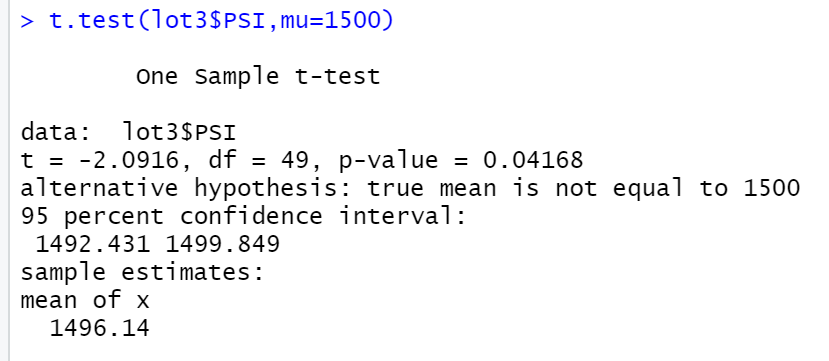 > t.test(lot3$PSI,mu=1500)
One Sample t-test
data:  lot3$PSI
t = -2.0916, df = 49, p-value = 0.04168
alternative hypothesis: true mean is not equal to 1500
95 percent confidence interval:
1492.431 1499.849
sample estimates:
mean of x
1496.14